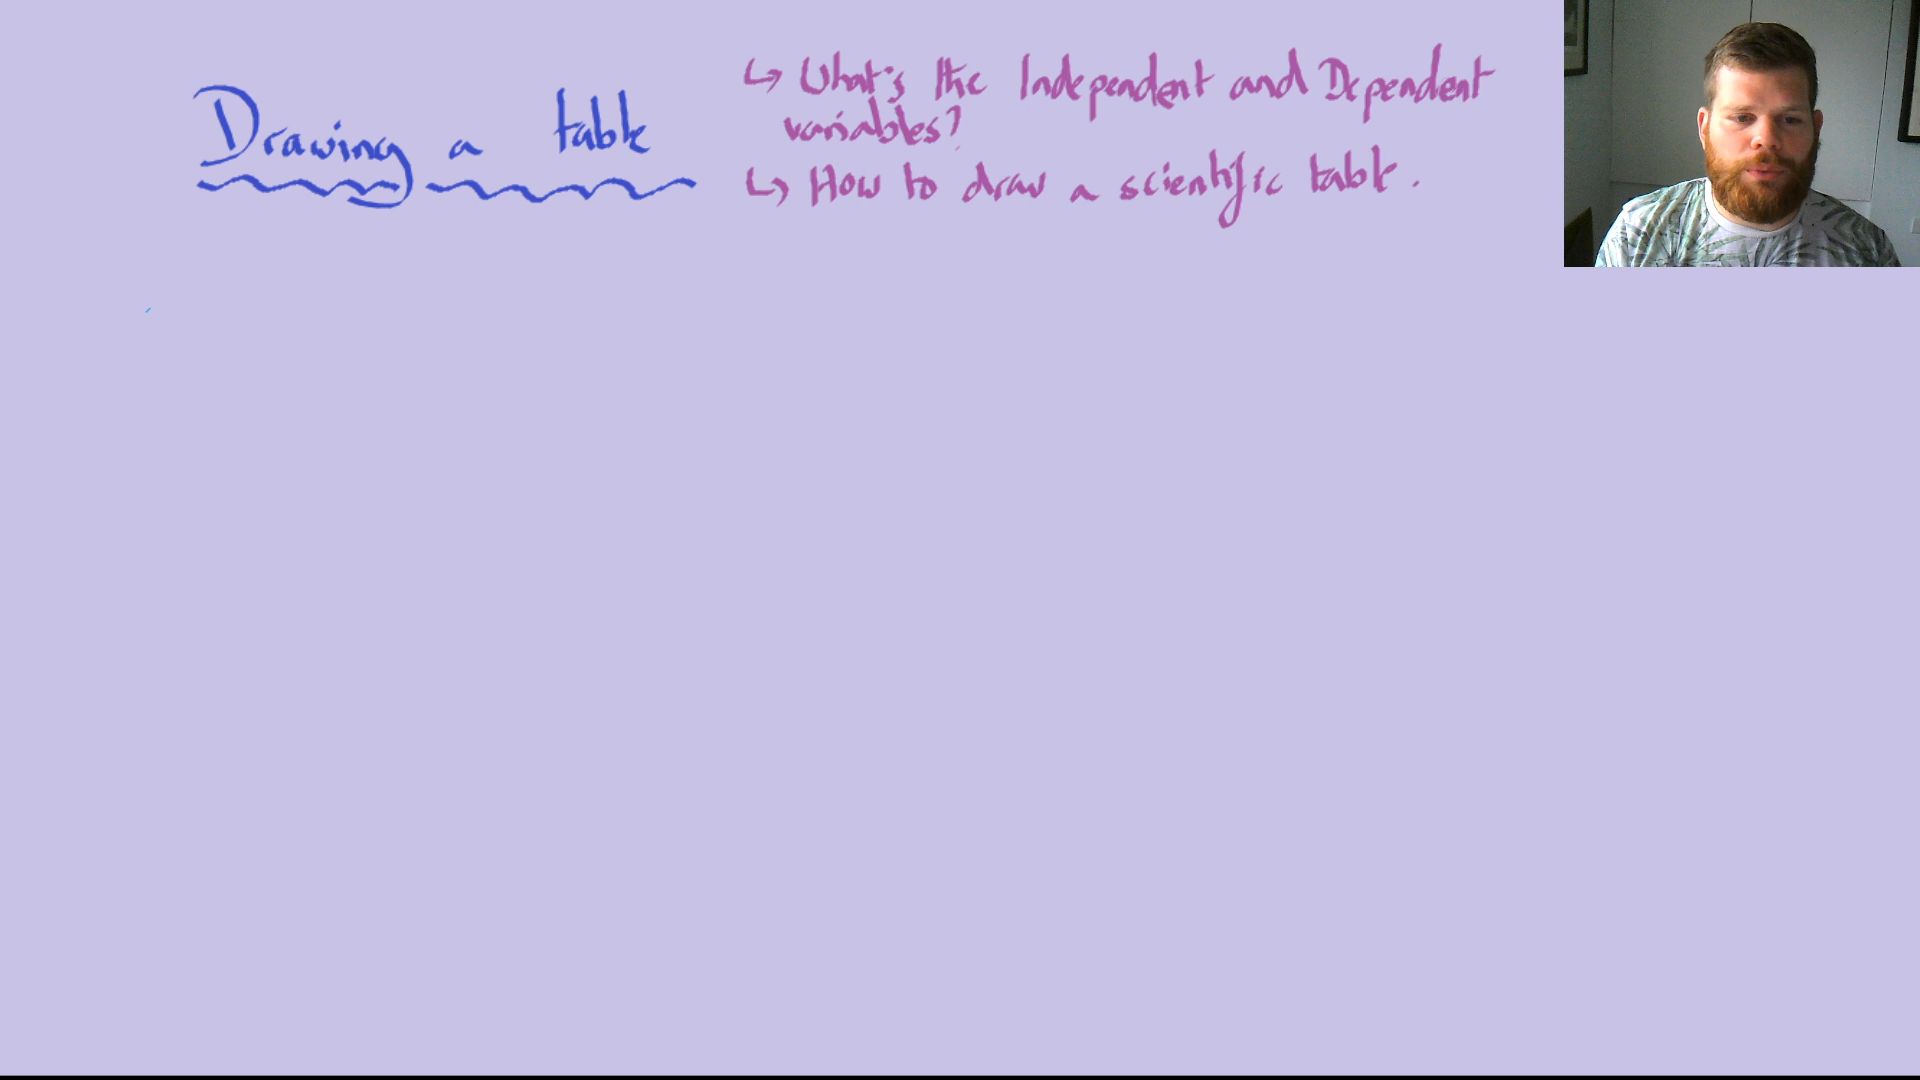 Drawing a table
↳ What's the Independent and Dependent
variables?
↳ How to draw a scientific table.